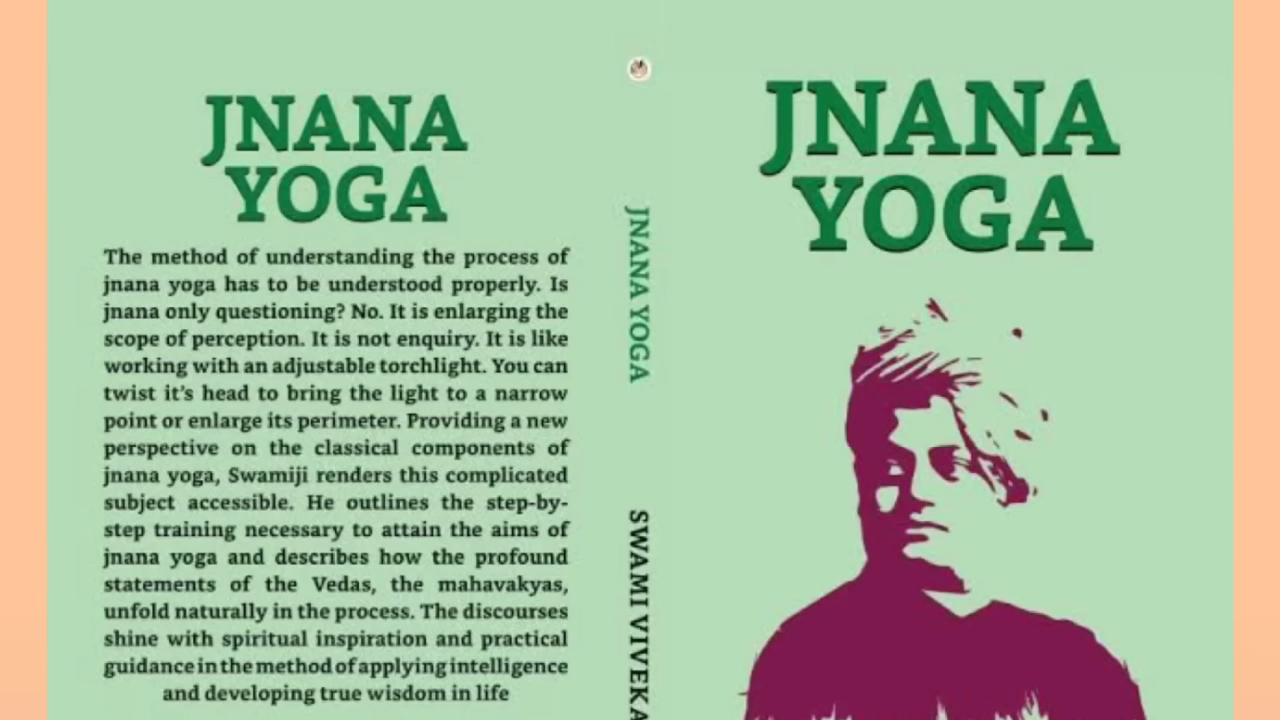 JNANA
YOGA
The method of understanding the process of
jnana yoga has to be understood properly. Is
jnana only questioning? No. It is enlarging the
scope of perception. It is not enquiry. It is like
working with an adjustable torchlight. You can
twist it’s head to bring the light to a narrow
point or enlarge its perimeter. Providing a new
perspective on the classical components of
jnana yoga, Swamiji renders this complicated
subject accessible. He outlines the step-by-
step training necessary to attain the aims of
jnana yoga and describes how the profound
statements of the Vedas, the mahavakyas,
unfold naturally in the process. The discourses
shine with spiritual inspiration and practical
guidance in the method of applying intelligence
and developing true wisdom in life
JNANA YOGA
SWAMI VIVEKA
JNANA
YOGA